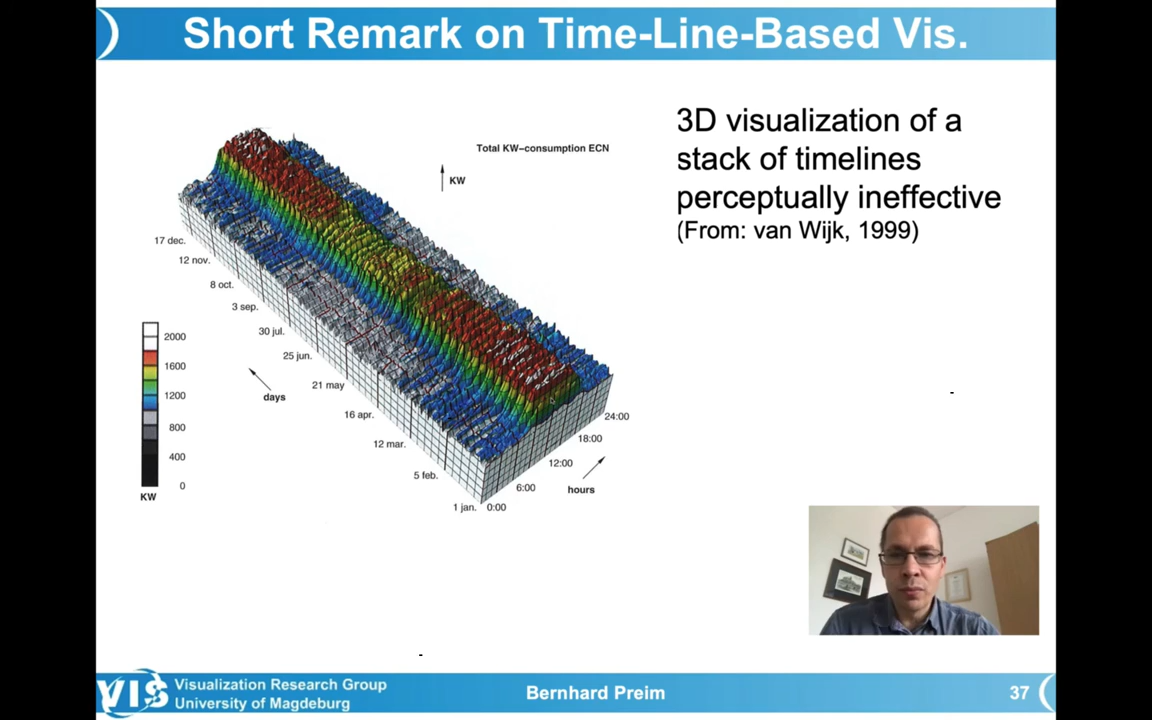 Short Remark on Time-Line-Based Vis.
3D visualization of a
stack of timelines
perceptually ineffective
(From: van Wijk, 1999)
Total KW–consumption ECN
KW
17 dec.
12 nov.
8 oct.
3 sep.
30 jul.
25 jun.
21 may
16 apr.
12 mar.
5 feb.
1 jan.
days
0:00
6:00
12:00
18:00
24:00
hours
2000
1600
1200
800
400
0
KW
VIS
Visualization Research Group
University of Magdeburg
Bernhard Preim
37